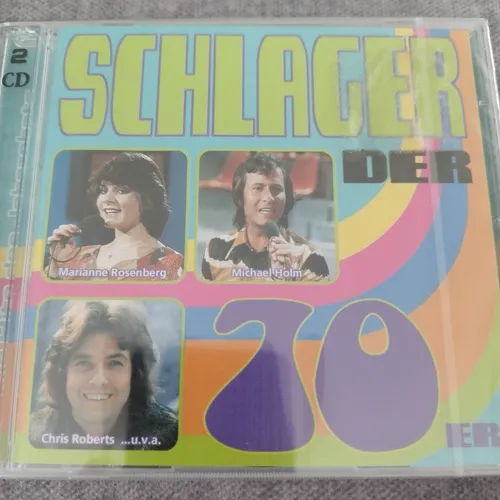 2
CD
SCHLAGER
DER
Marianne Rosenberg
Michael Holm
Chris Roberts ...u.v.a.
70
ER